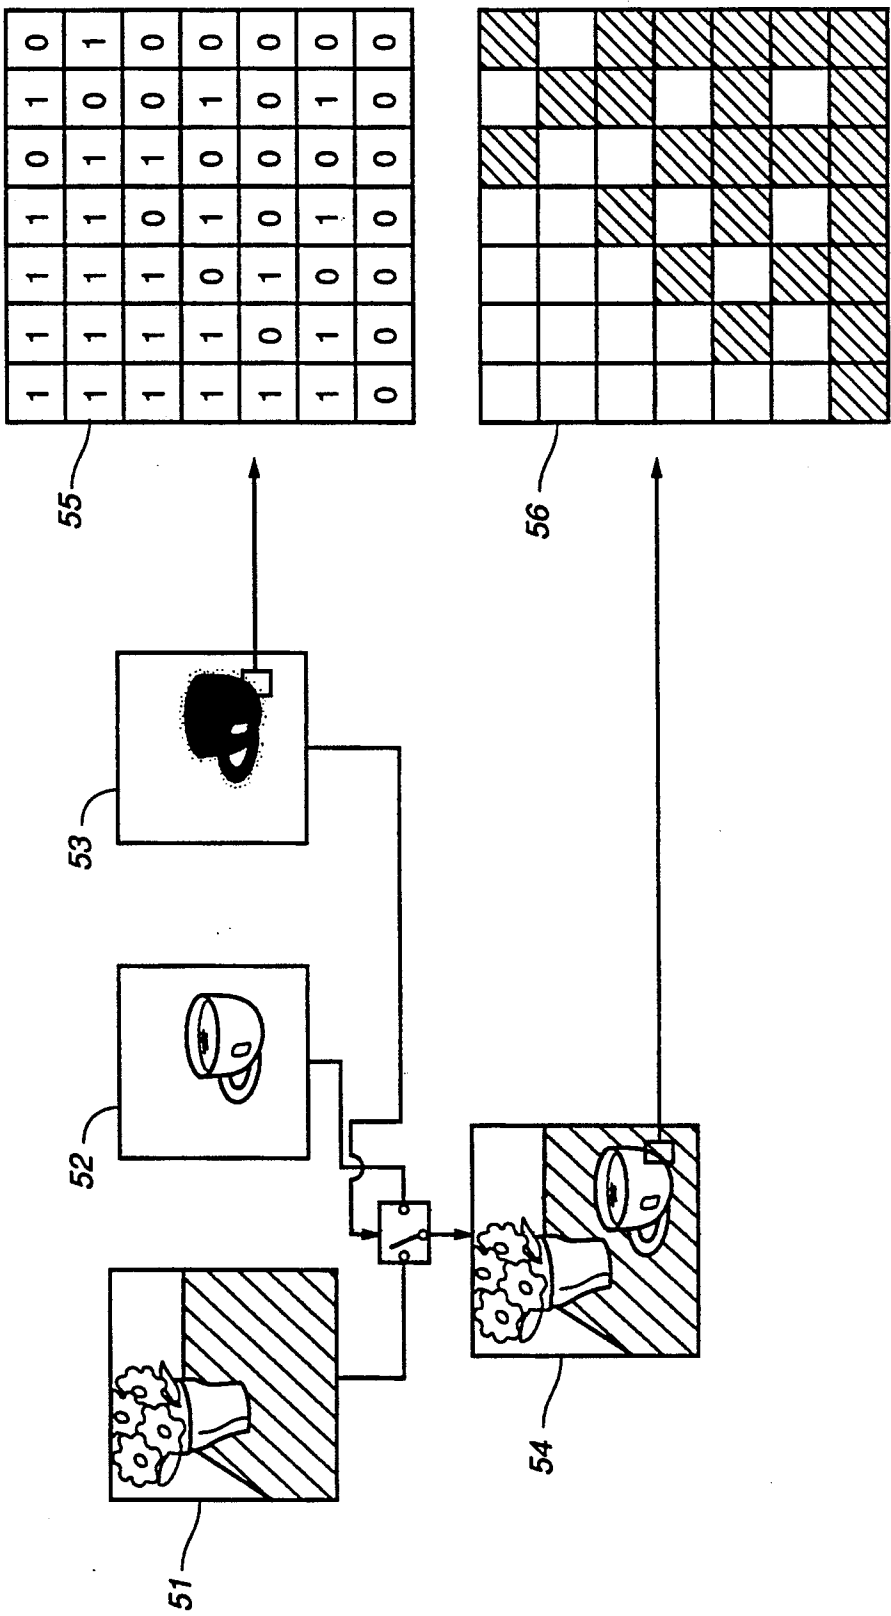 51
52
53
55
1 1 1 1 0 1 0
1 1 1 1 1 0 1
1 1 1 0 1 0 0
1 1 0 1 0 1 0
1 0 1 0 0 0 0
1 1 0 1 0 1 0
0 0 0 0 0 0 0
54
56